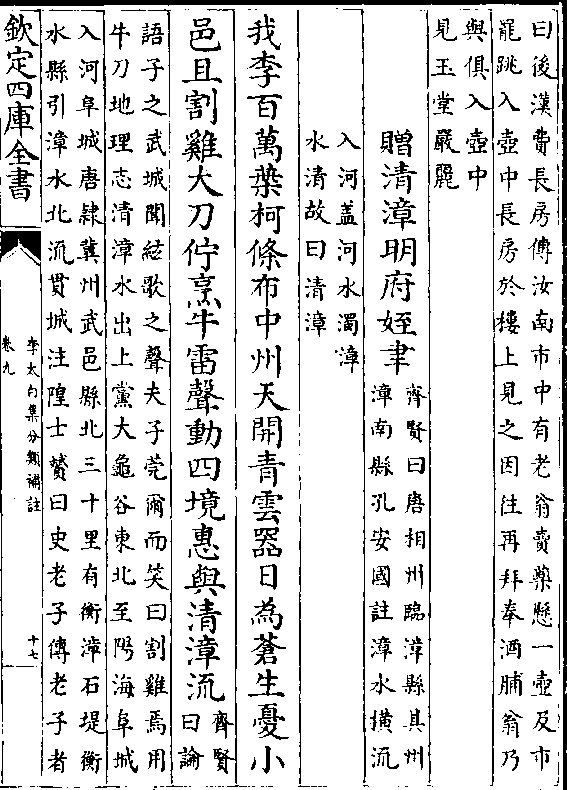 曰後漢費長房傳汝南市中有老翁賣藥懸一壺及市
罷跳入壺中長房於樓上見之因往再拜奉酒脯翁乃
與俱入壺中
見玉堂嚴麗
贈清漳明府姪聿
齊賢曰唐相州臨漳縣具州
漳南縣孔安國註漳水橫流
入河盖河水濁漳
水清故曰清漳
我李百萬葉柯條布中州天開青雲器日為蒼生憂小
邑且割雞大刀佇烹牛雷聲動四境惠與清漳流
齊賢
曰論
語子之武城聞絃歌之聲夫子莞爾而笑曰割雞焉用
牛刀地理志清漳水出上黨大黽谷東北至陽海阜城
入河阜城唐隸冀州武邑縣北三十里有衡漳石堤衡
水縣引漳水北流貫城注隍士贇曰史老子傳老子者
欽定四庫全書
李太白集分類補註
卷九
十七